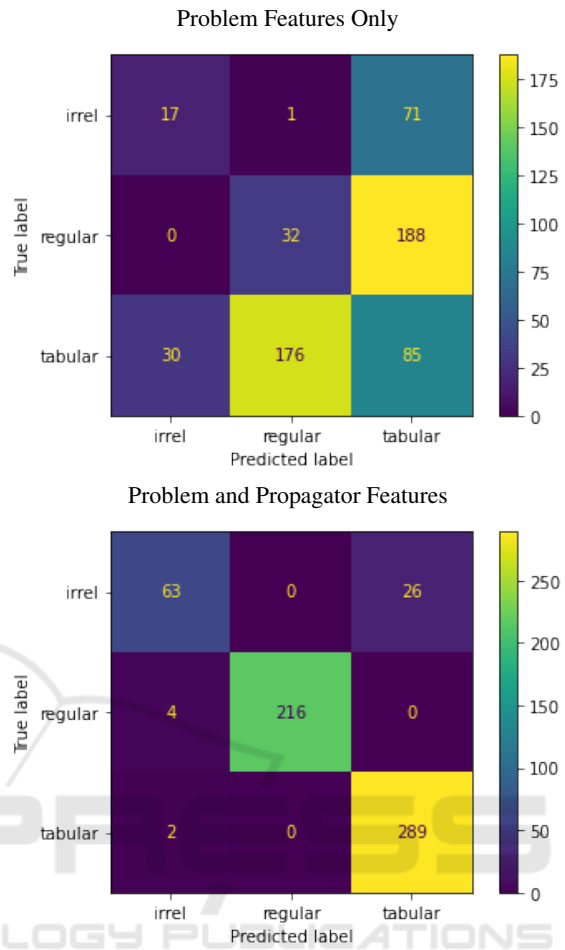 Problem Features Only
irrel 17 1 71
regular 0 32 188
tabular 30 176 85
True label
irrel regular tabular
Predicted label
175
150
125
100
75
50
25
0
Problem and Propagator Features
irrel 63 0 26
regular 4 216 0
tabular 2 0 289
True label
irrel regular tabular
Predicted label
250
200
150
100
50
0
PRESS
LOGY PUBLICATIONS